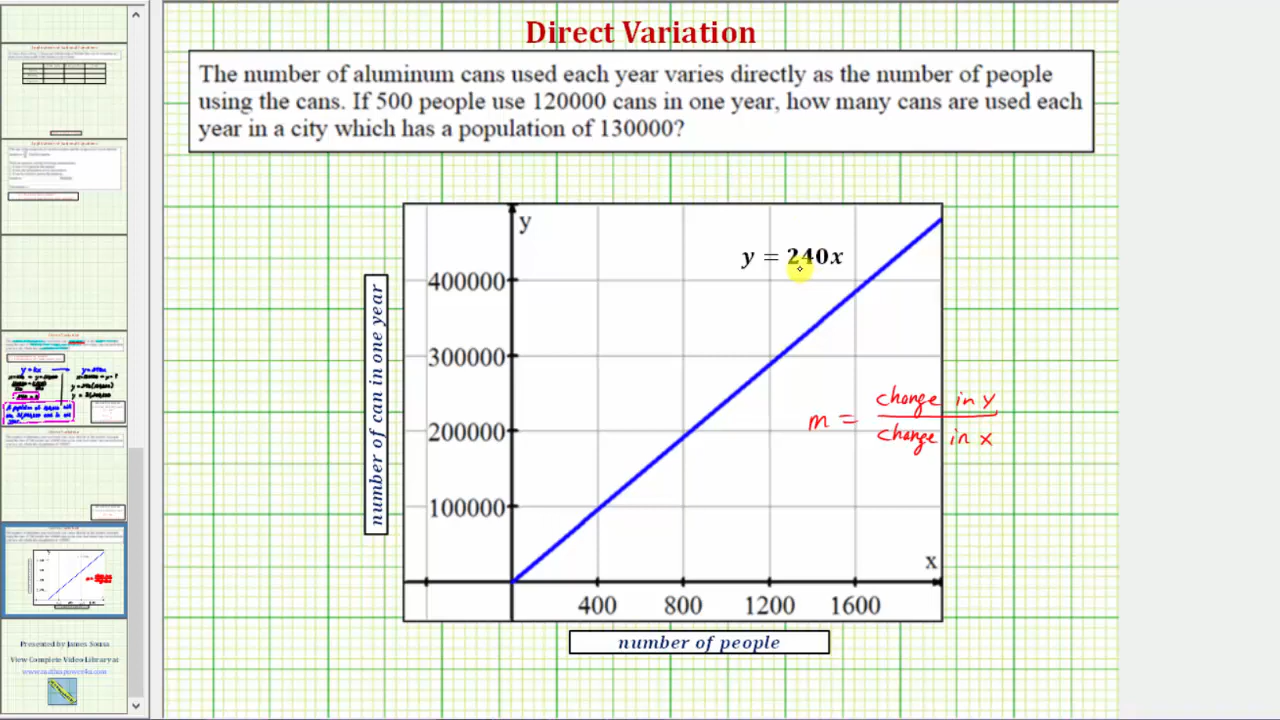 Direct Variation
The number of aluminum cans used each year varies directly as the number of people
using the cans. If 500 people use 120000 cans in one year, how many cans are used each
year in a city which has a population of 130000?
y
y = 240x
400000
300000
200000
100000
number of can in one year
m = change in y
change in x
x
400 800 1200 1600
number of people
Presented by James Sousa
View Complete Video Library at